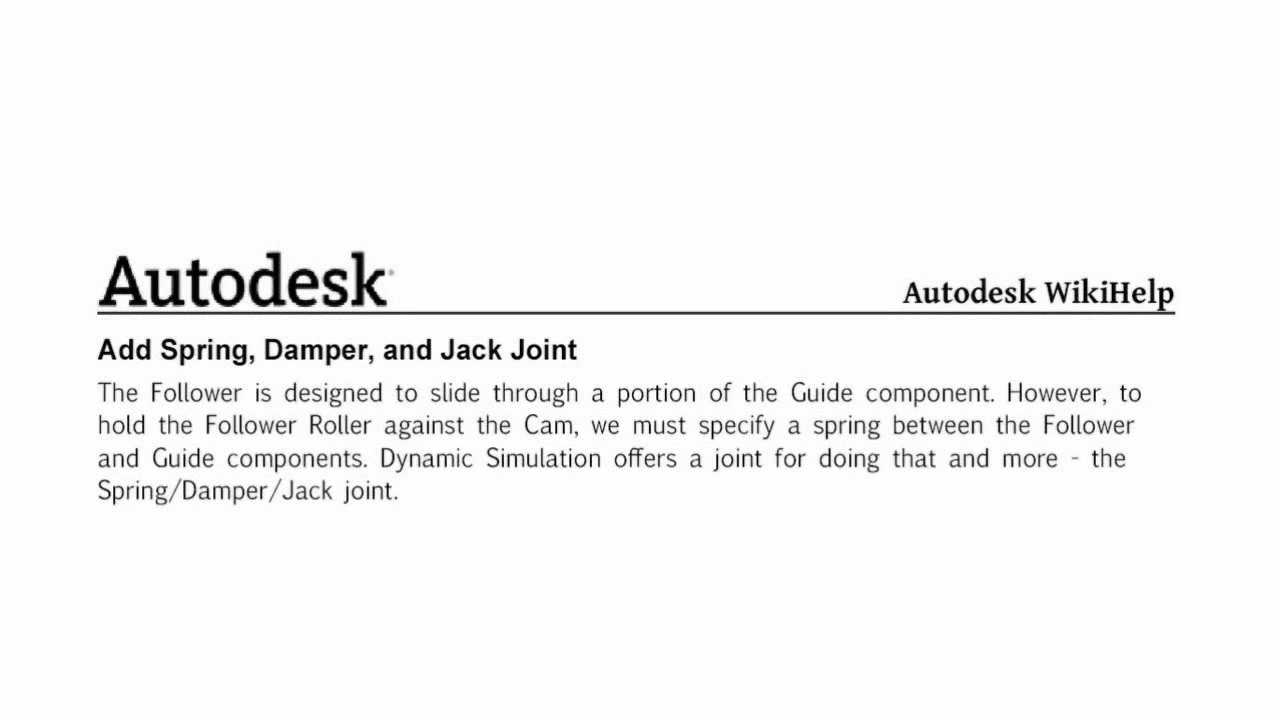 Autodesk
Autodesk WikiHelp
Add Spring, Damper, and Jack Joint
The Follower is designed to slide through a portion of the Guide component. However, to
hold the Follower Roller against the Cam, we must specify a spring between the Follower
and Guide components. Dynamic Simulation offers a joint for doing that and more - the
Spring/Damper/Jack joint.